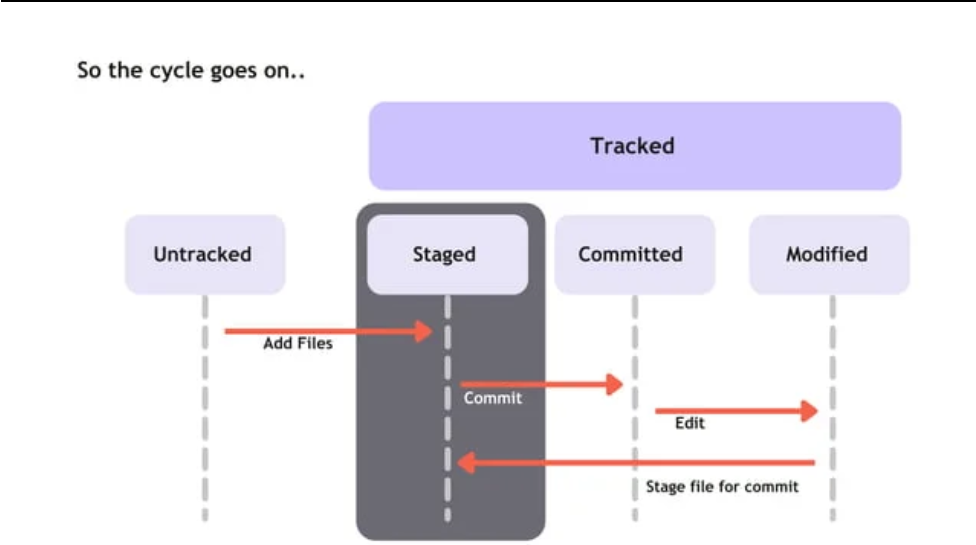 So the cycle goes on..
Tracked
Untracked
Staged
Committed
Modified
Add Files
Commit
Edit
Stage file for commit